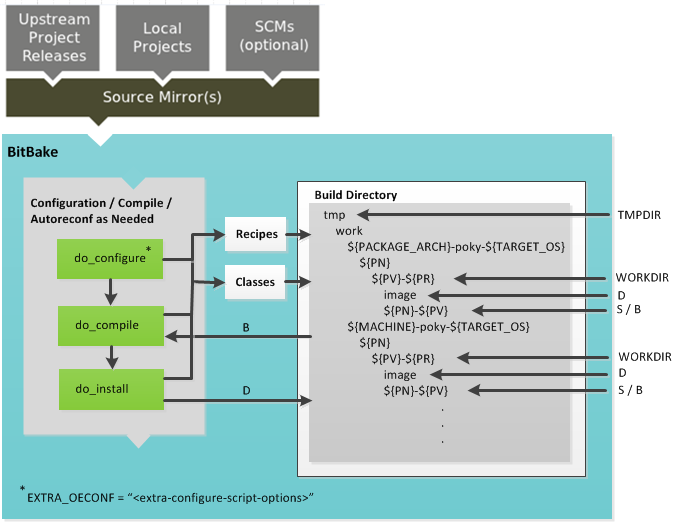 Upstream
Project
Releases
Local
Projects
SCMs
(optional)
Source Mirror(s)
BitBake
Configuration / Compile /
Autoreconf as Needed
do_configure
*
do_compile
do_install
Recipes
Classes
B
D
Build Directory
tmp
work
${PACKAGE_ARCH}-poky-${TARGET_OS}
${PN}
${PV}-${PR}
image
${PN}-${PV}
${MACHINE}-poky-${TARGET_OS}
${PN}
${PV}-${PR}
image
${PN}-${PV}
.
.
.
TMPDIR
WORKDIR
D
S / B
WORKDIR
D
S / B
* EXTRA_OECONF = “<extra-configure-script-options>”